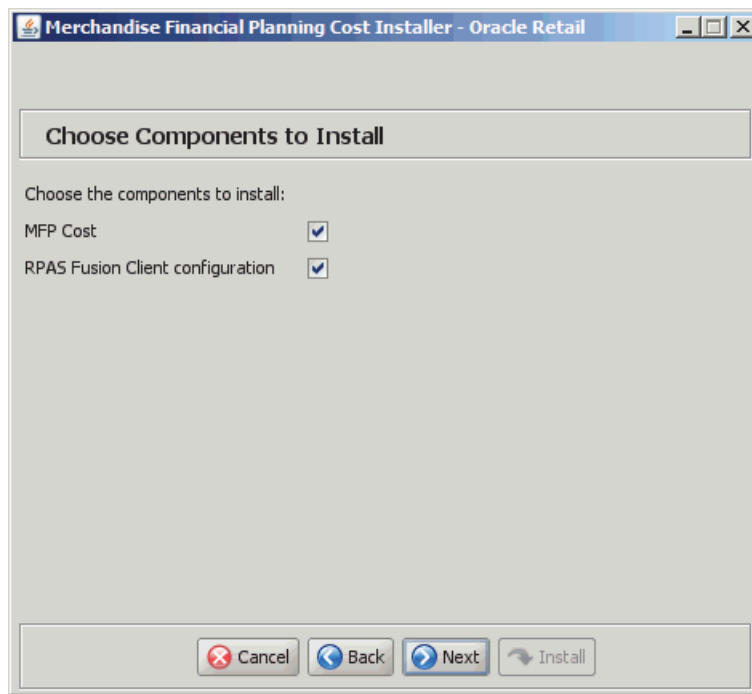 Merchandise Financial Planning Cost Installer - Oracle Retail
Choose Components to Install
Choose the components to install:
MFP Cost
RPAS Fusion Client configuration
Cancel
Back
Next
Install